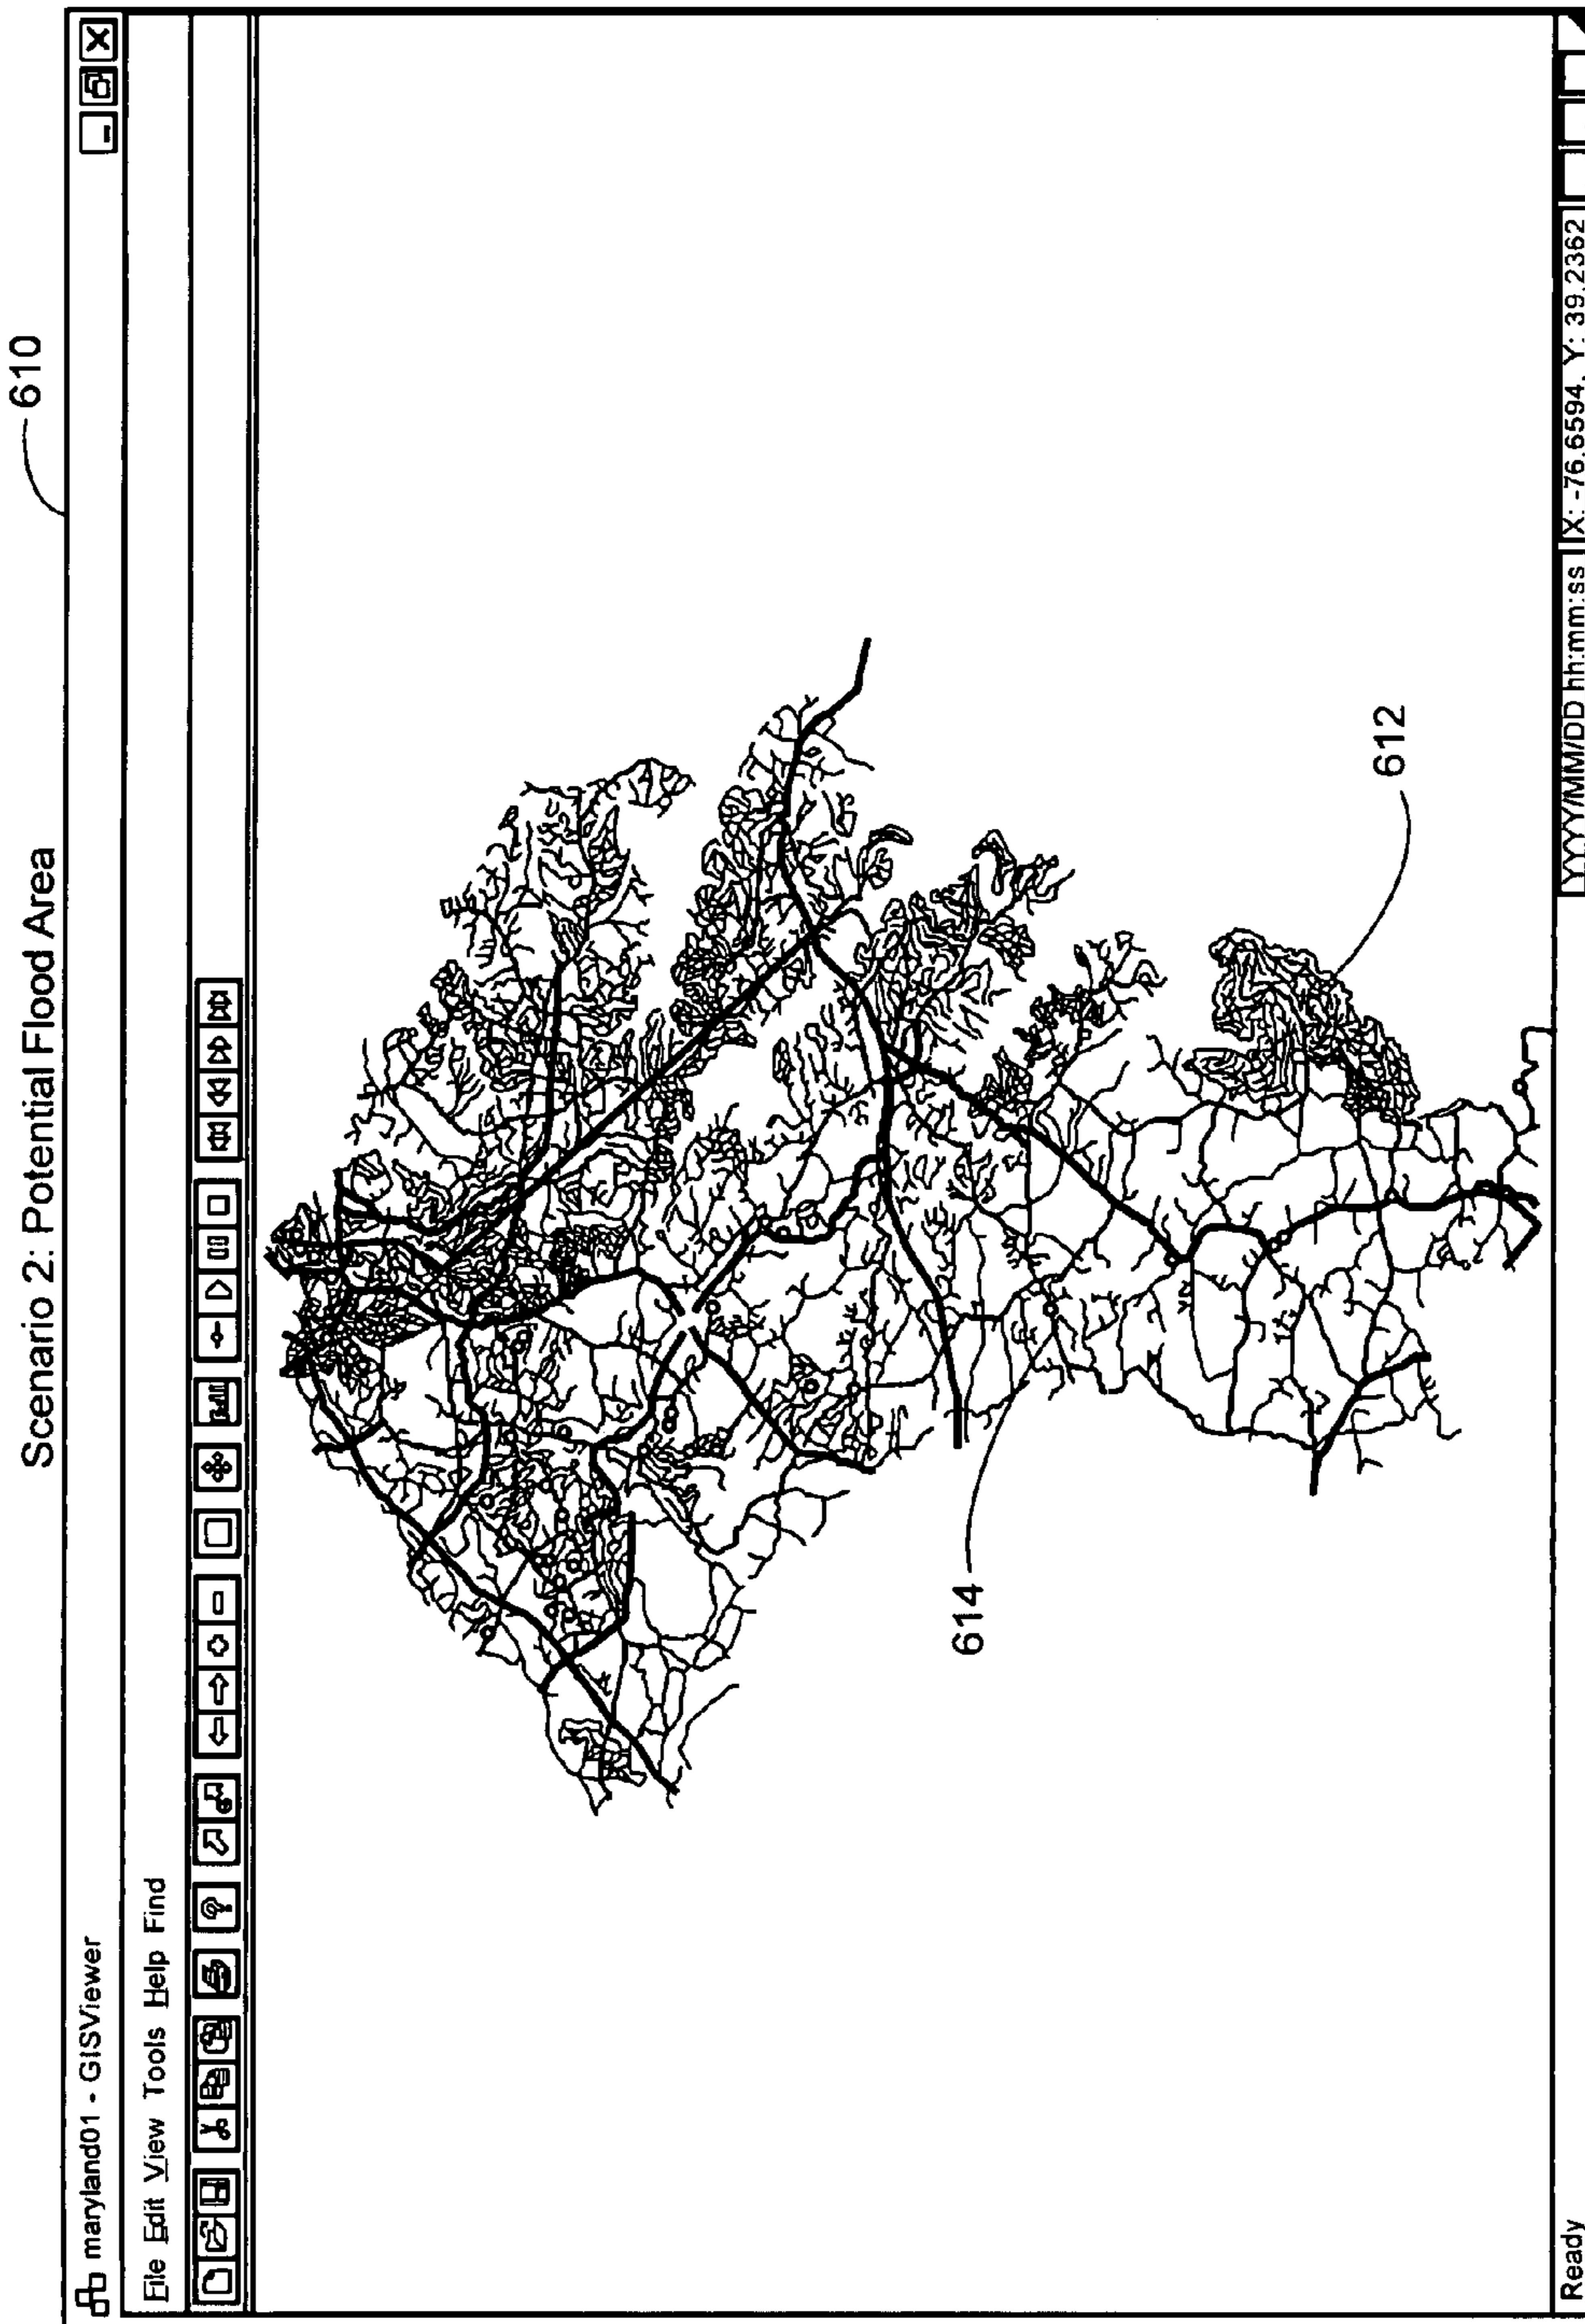 Scenario 2: Potential Flood Area
610
maryland01 - GISViewer
File Edit View Tools Help Find
614
612
Ready
YYYY/MM/DD hh:mm:ss
X: -76.6594, Y: 39.2362